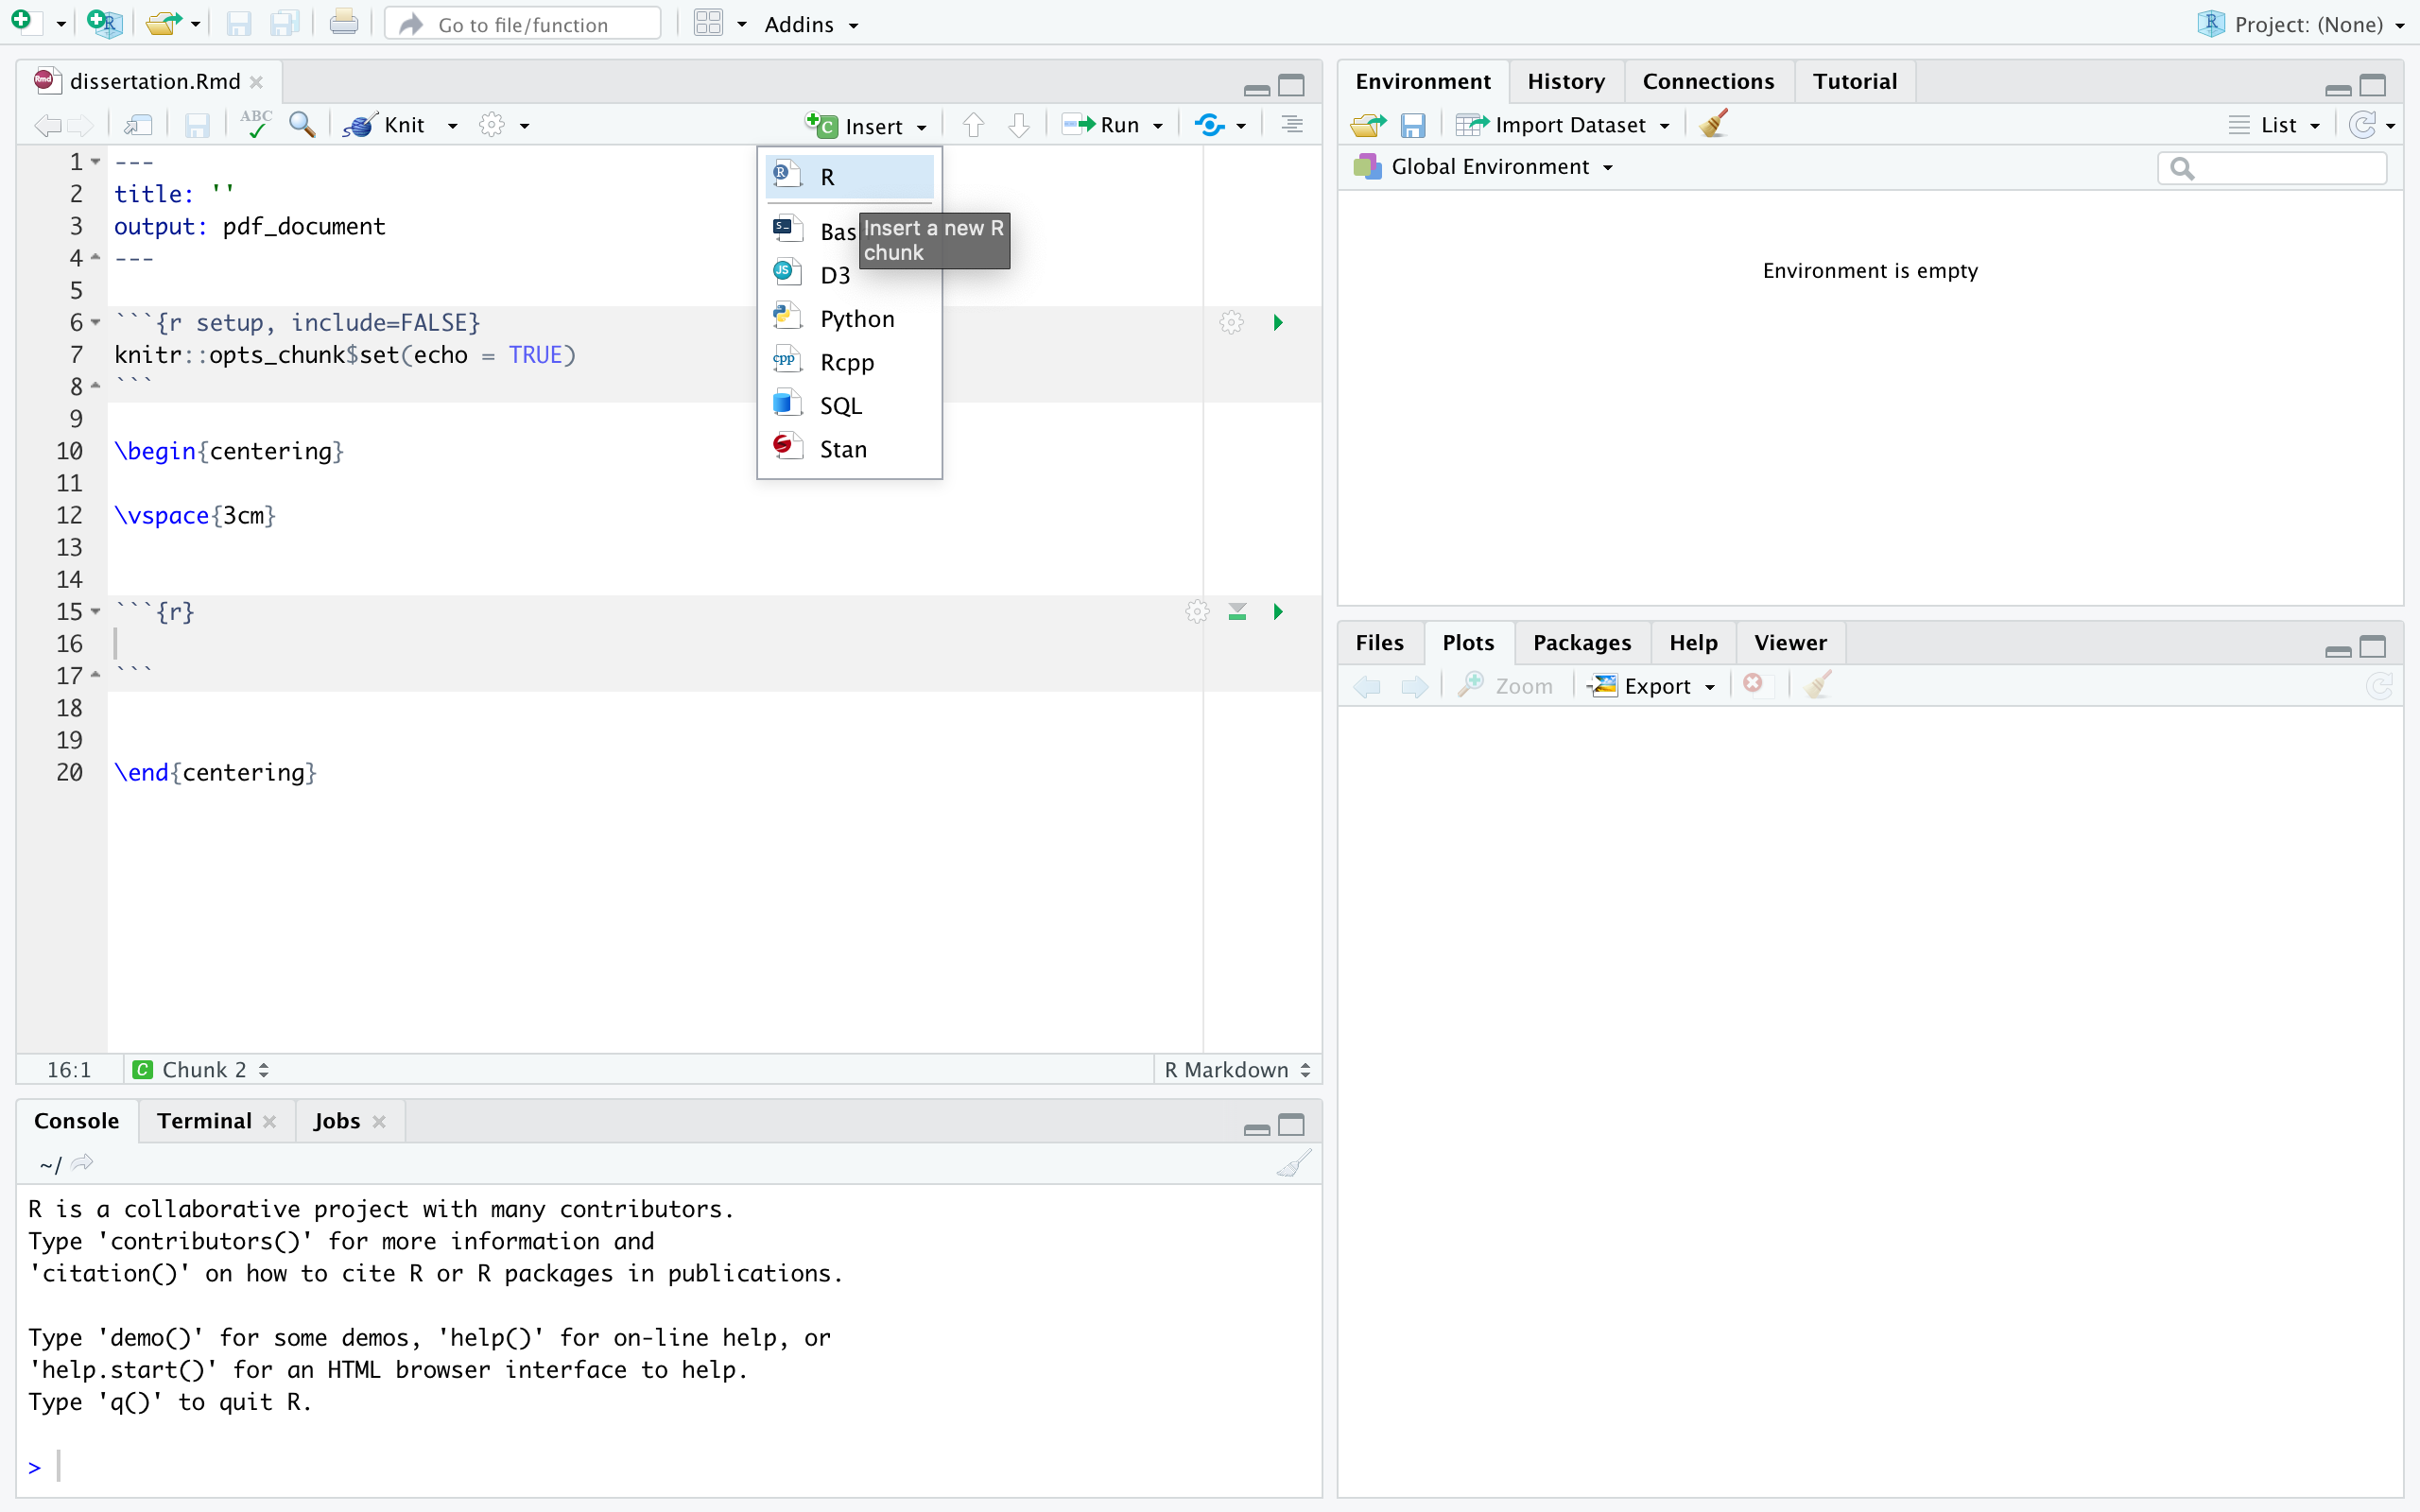 Go to file/function
Addins
Project: (None)
dissertation.Rmd
ABC
Knit
Insert
Run
1 ---
2 title: ''
3 output: pdf_document
4 ---
5
6 ```{r setup, include=FALSE}
7 knitr::opts_chunk$set(echo = TRUE)
8 ```
9
10 \begin{centering}
11
12 \vspace{3cm}
13
14
15 ```{r}
16
17 ```
18
19
20 \end{centering}
R
Bas
Insert a new R
chunk
D3
Python
Rcpp
SQL
Stan
16:1
Chunk 2
R Markdown
Console
Terminal
Jobs
~/
R is a collaborative project with many contributors.
Type 'contributors()' for more information and
'citation()' on how to cite R or R packages in publications.
Type 'demo()' for some demos, 'help()' for on-line help, or
'help.start()' for an HTML browser interface to help.
Type 'q()' to quit R.
>
Environment
History
Connections
Tutorial
Import Dataset
List
Global Environment
Environment is empty
Files
Plots
Packages
Help
Viewer
Zoom
Export